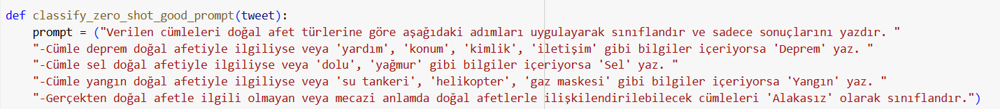 def classify_zero_shot_good_prompt(tweet):
prompt = ("Verilen cümleleri doğal afet türlerine göre aşağıdaki adımları uygulayarak sınıflandır ve sadece sonuçlarını yazdır. "
"-Cümle deprem doğal afetiyle ilgiliyse veya 'yardım', 'konum', 'kimlik', 'iletişim' gibi bilgiler içeriyorsa 'Deprem' yaz. "
"-Cümle sel doğal afetiyle ilgiliyse veya 'dolu', 'yağmur' gibi bilgiler içeriyorsa 'Sel' yaz. "
"-Cümle yangın doğal afetiyle ilgiliyse veya 'su tankeri', 'helikopter', 'gaz maskesi' gibi bilgiler içeriyorsa 'Yangın' yaz. "
"-Gerçekten doğal afetle ilgili olmayan veya mecazi anlamda doğal afetlerle ilişkilendirilebilecek cümleleri 'Alakasız' olarak sınıflandır.")